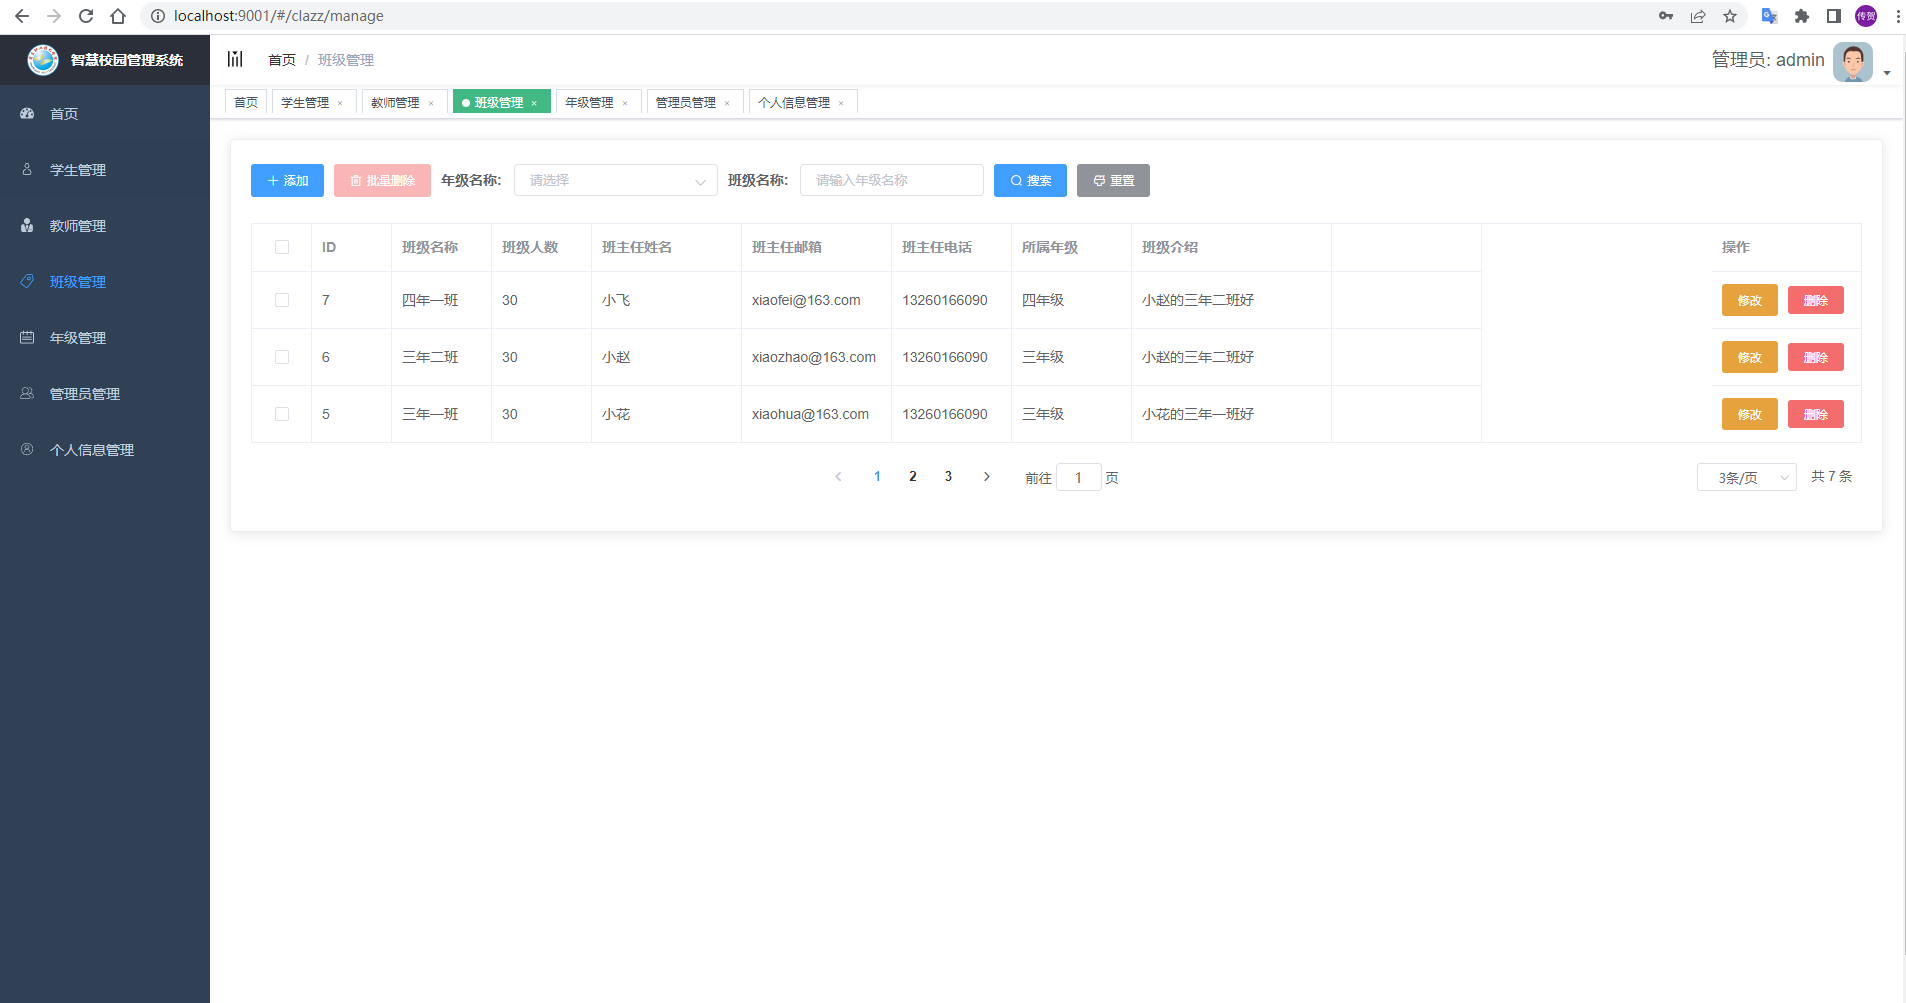 localhost:9001/#/clazz/manage
传贺
智慧校园管理系统
首页 / 班级管理
管理员: admin
首页 学生管理 × 教师管理 × 班级管理 × 年级管理 × 管理员管理 × 个人信息管理 ×
首页
学生管理
教师管理
班级管理
年级管理
管理员管理
个人信息管理
添加 批量删除 年级名称: 请选择 班级名称: 请输入年级名称 搜索 重置
ID 班级名称 班级人数 班主任姓名 班主任邮箱 班主任电话 所属年级 班级介绍 操作
7 四年一班 30 小飞 xiaofei@163.com 13260166090 四年级 小赵的三年二班好 修改 删除
6 三年二班 30 小赵 xiaozhao@163.com 13260166090 三年级 小赵的三年二班好 修改 删除
5 三年一班 30 小花 xiaohua@163.com 13260166090 三年级 小花的三年一班好 修改 删除
1 2 3 前往 1 页 3条/页 共 7 条